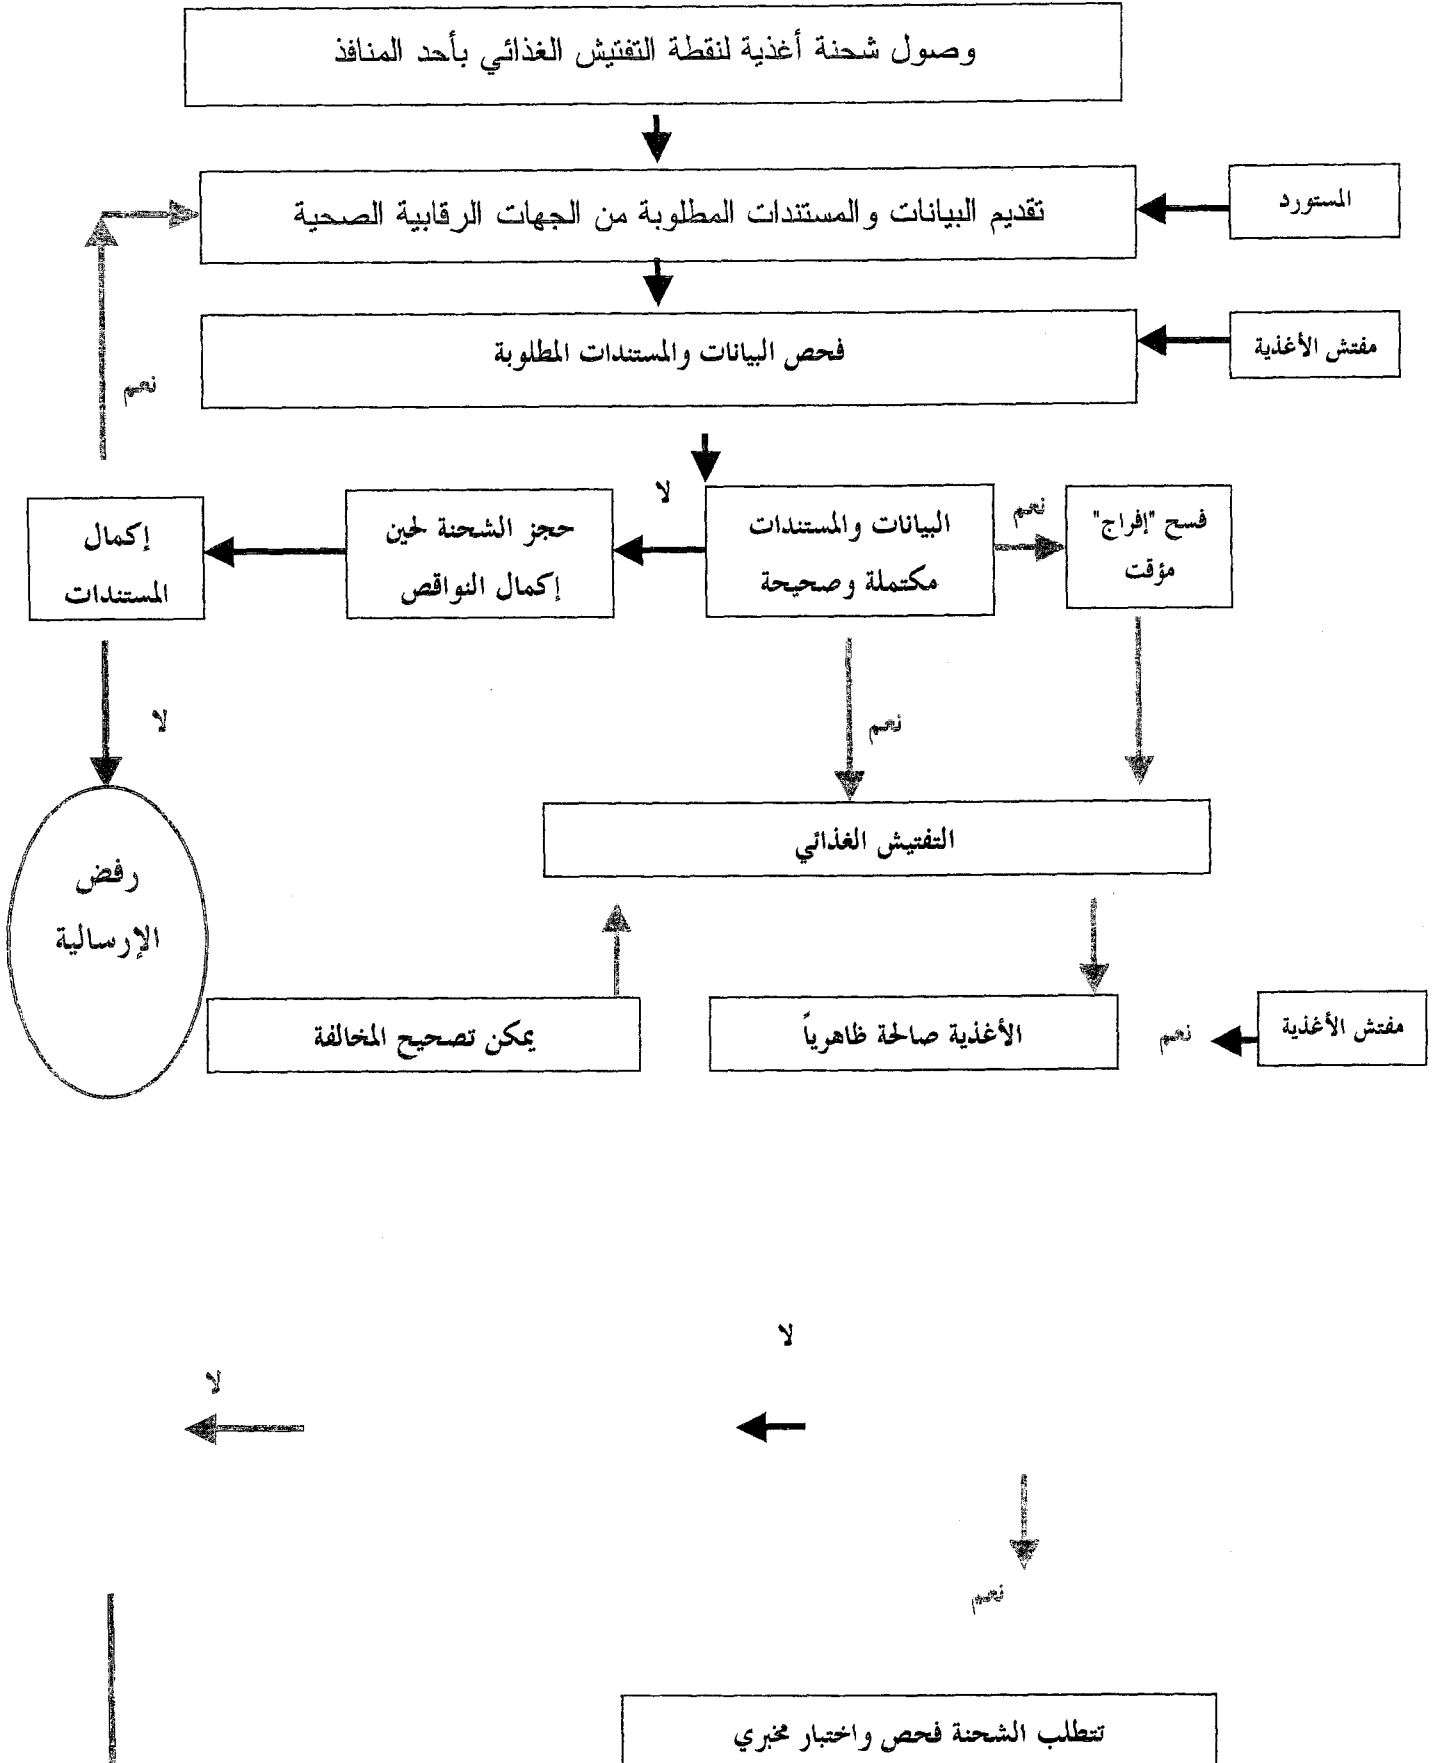 وصول شحنة أغذية لنقطة التفتيش الغذائي بأحد المنافذ
المستورد
تقديم البيانات والمستندات المطلوبة من الجهات الرقابية الصحية
مفتش الأغذية
فحص البيانات والمستندات المطلوبة
نعم
فسح "إفراج"
مؤقت
نعم
البيانات والمستندات
مكتملة وصحيحة
لا
حجز الشحنة لحين
إكمال النواقص
إكمال
المستندات
نعم
لا
التفتيش الغذائي
رفض
الإرسالية
مفتش الأغذية
نعم
الأغذية صالحة ظاهرياً
يمكن تصحيح المخالفة
لا
لا
نعم
تتطلب الشحنة فحص واختبار مخبري